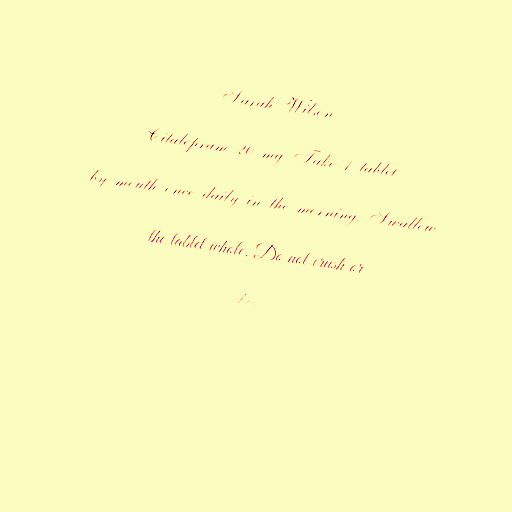 Sarah Wilson
Citalopram 20 mg Take 1 tablet
by mouth once daily in the morning. Swallow
the tablet whole. Do not crush or